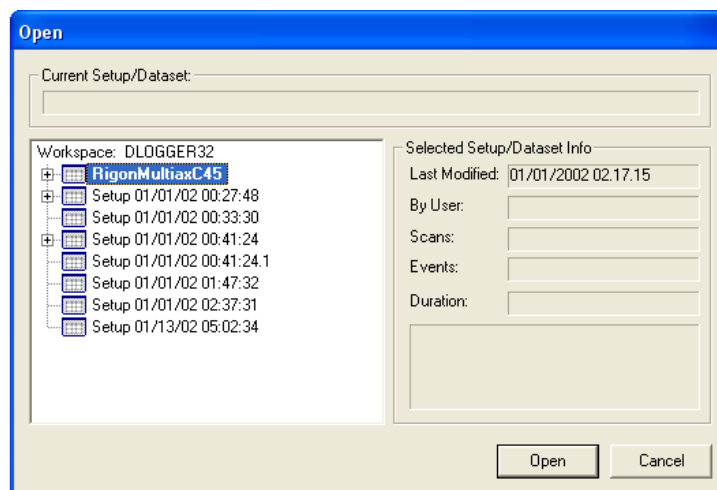 Open
Current Setup/Dataset:
Workspace: DLOGGER32
RigonMultiaxC45
Setup 01/01/02 00:27:48
Setup 01/01/02 00:33:30
Setup 01/01/02 00:41:24
Setup 01/01/02 00:41:24.1
Setup 01/01/02 01:47:32
Setup 01/01/02 02:37:31
Setup 01/13/02 05:02:34
Selected Setup/Dataset Info
Last Modified: 01/01/2002 02.17.15
By User:
Scans:
Events:
Duration:
Open Cancel